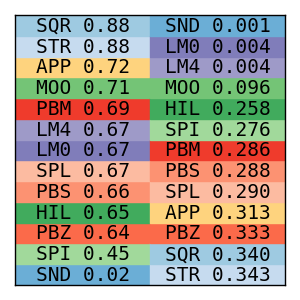 SQR 0.88 SND 0.001
STR 0.88 LM0 0.004
APP 0.72 LM4 0.004
MOO 0.71 MOO 0.096
PBM 0.69 HIL 0.258
LM4 0.67 SPI 0.276
LM0 0.67 PBM 0.286
SPL 0.67 PBS 0.288
PBS 0.66 SPL 0.290
HIL 0.65 APP 0.313
PBZ 0.64 PBZ 0.333
SPI 0.45 SQR 0.340
SND 0.02 STR 0.343